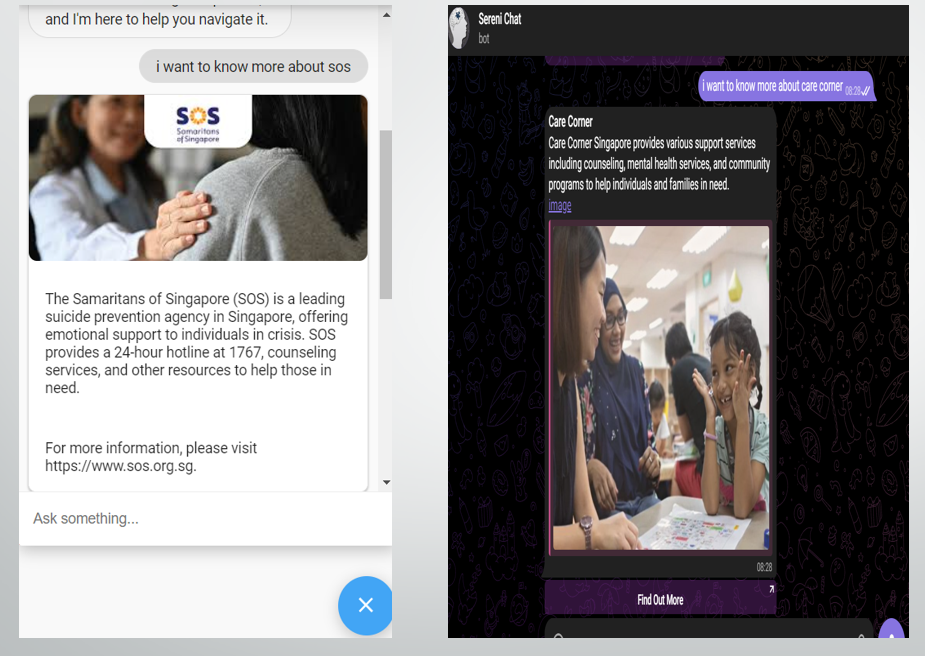 and I'm here to help you navigate it.
i want to know more about sos
SOS
Samaritans
of Singapore
The Samaritans of Singapore (SOS) is a leading
suicide prevention agency in Singapore, offering
emotional support to individuals in crisis. SOS
provides a 24-hour hotline at 1767, counseling
services, and other resources to help those in
need.
For more information, please visit
https://www.sos.org.sg.
Ask something...
Sereni Chat
bot
i want to know more about care corner 08:28
Care Corner
Care Corner Singapore provides various support services
including counseling, mental health services, and community
programs to help individuals and families in need.
image
08:28
Find Out More